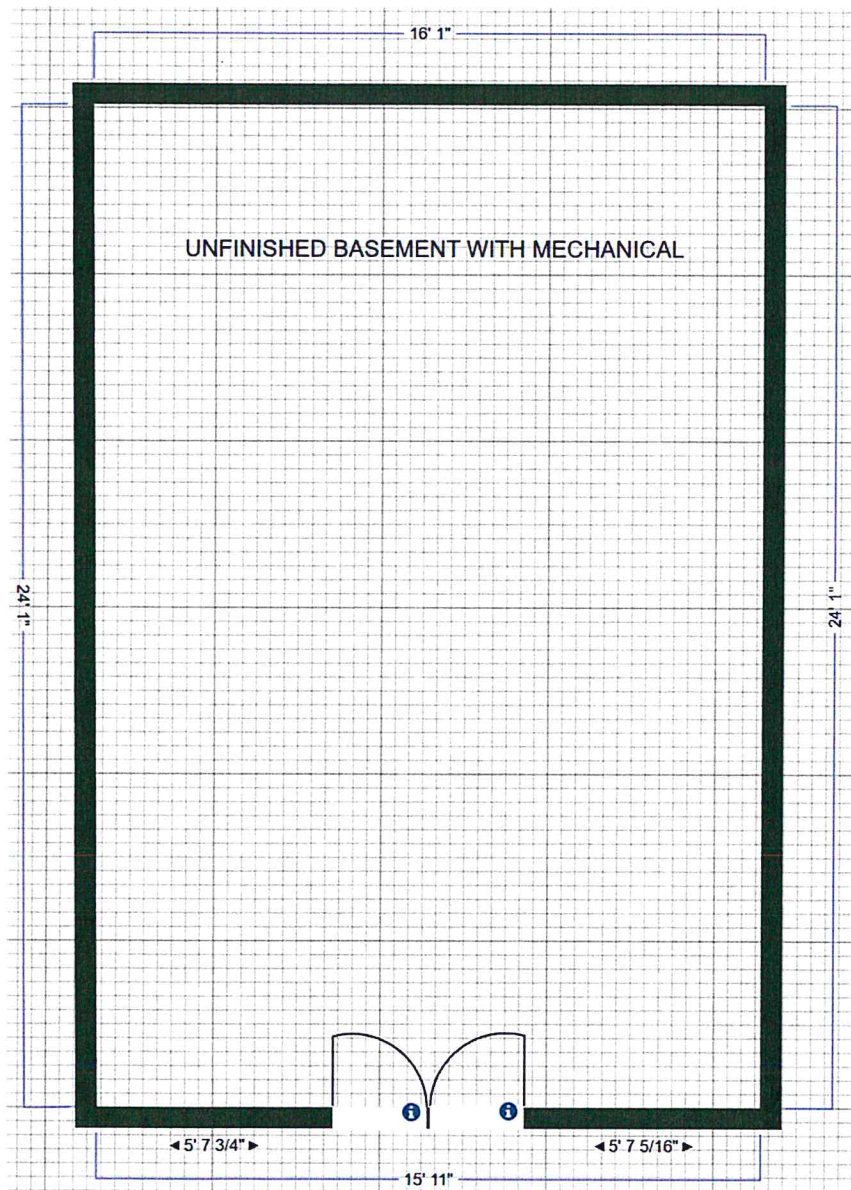 16' 1"
UNFINISHED BASEMENT WITH MECHANICAL
24' 1"
24' 1"
i
i
◄ 5' 7 3/4" ►
◄ 5' 7 5/16" ►
15' 11"